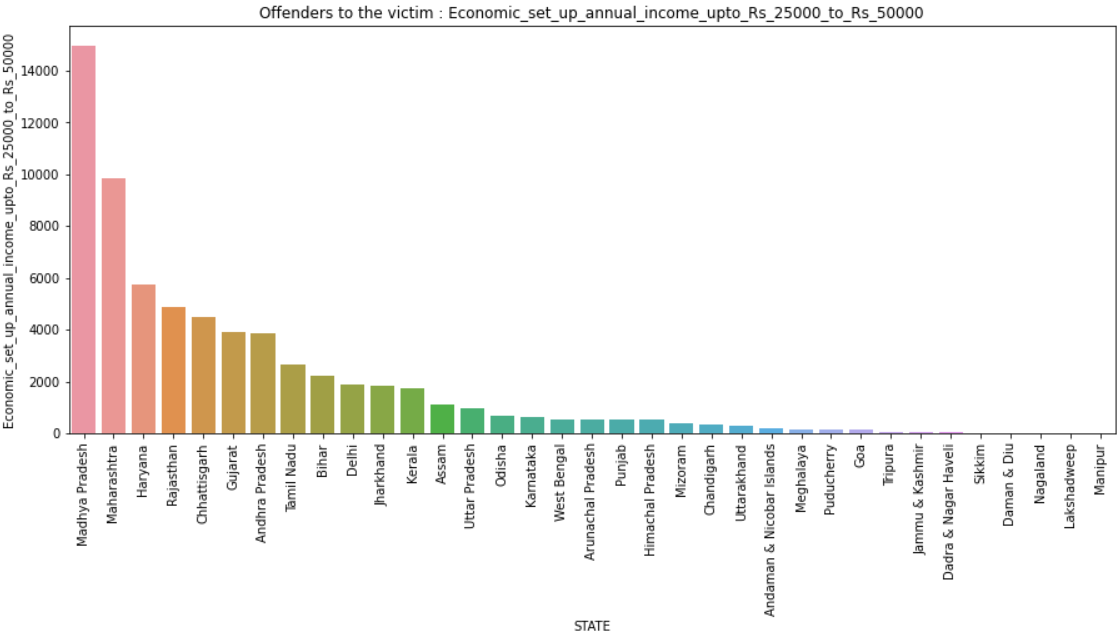 Offenders to the victim : Economic_set_up_annual_income_upto_Rs_25000_to_Rs_50000
Economic_set_up_annual_income_upto_Rs_25000_to_Rs_50000
14000
12000
10000
8000
6000
4000
2000
0
Madhya Pradesh
Maharashtra
Haryana
Rajasthan
Chhattisgarh
Gujarat
Andhra Pradesh
Tamil Nadu
Bihar
Delhi
Jharkhand
Kerala
Assam
Uttar Pradesh
Odisha
Karnataka
West Bengal
Arunachal Pradesh
Punjab
Himachal Pradesh
Mizoram
Chandigarh
Uttarakhand
Andaman & Nicobar Islands
Meghalaya
Puducherry
Goa
Tripura
Jammu & Kashmir
Dadra & Nagar Haveli
Sikkim
Daman & Diu
Nagaland
Lakshadweep
Manipur
STATE